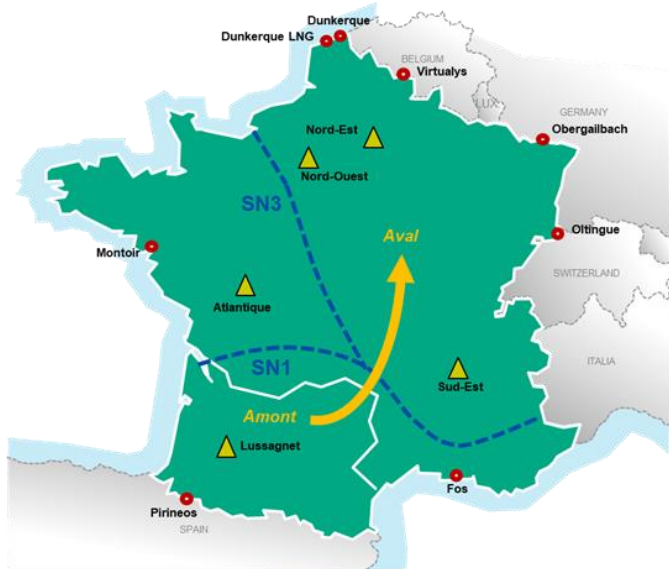 Dunkerque
Dunkerque LNG
BELGIUM
Virtualys
LUX
GERMANY
Obergailbach
Nord-Est
Nord-Ouest
SN3
Aval
Oltingue
Montoir
SWITZERLAND
Atlantique
ITALIA
SN1
Sud-Est
Amont
Lussagnet
Fos
Pirineos
SPAIN